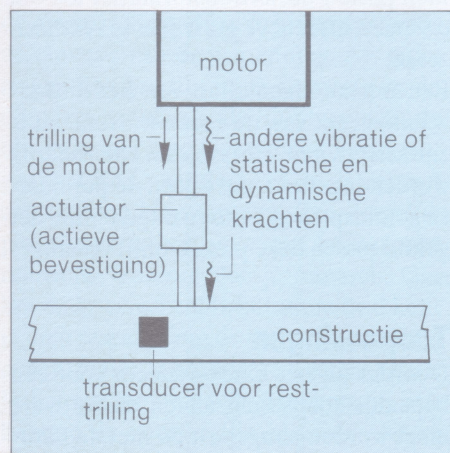 motor
trilling van
de motor
andere vibratie of
statische en
dynamische
krachten
actuator
(actieve
bevestiging)
constructie
transducer voor rest-
trilling